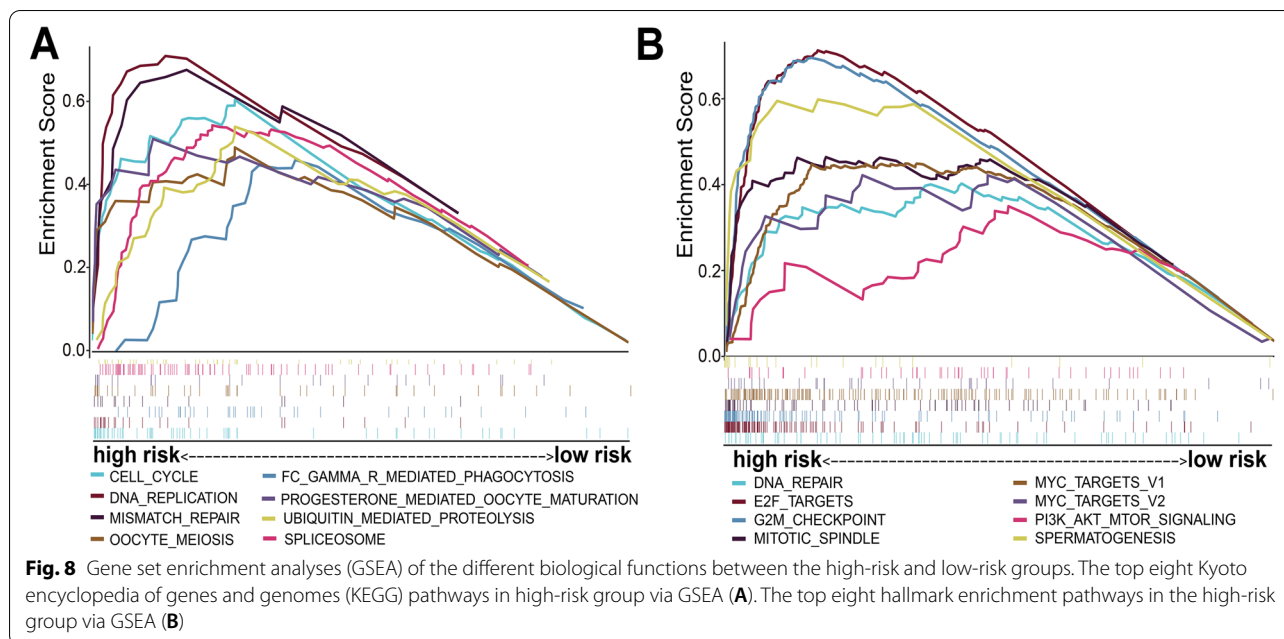 A
B
Enrichment Score
0.6
0.4
0.2
0.0
Enrichment Score
0.6
0.4
0.2
0.0
high risk<------------------------------------>low risk
CELL_CYCLE
DNA_REPLICATION
MISMATCH_REPAIR
OOCYTE_MEIOSIS
FC_GAMMA_R_MEDIATED_PHAGOCYTOSIS
PROGESTERONE_MEDIATED_OOCYTE_MATURATION
UBIQUITIN_MEDIATED_PROTEOLYSIS
SPLICEOSOME
high risk<------------------------------------>low risk
DNA_REPAIR
E2F_TARGETS
G2M_CHECKPOINT
MITOTIC_SPINDLE
MYC_TARGETS_V1
MYC_TARGETS_V2
PI3K_AKT_MTOR_SIGNALING
SPERMATOGENESIS
Fig. 8 Gene set enrichment analyses (GSEA) of the different biological functions between the high-risk and low-risk groups. The top eight Kyoto
encyclopedia of genes and genomes (KEGG) pathways in high-risk group via GSEA (A). The top eight hallmark enrichment pathways in the high-risk
group via GSEA (B)